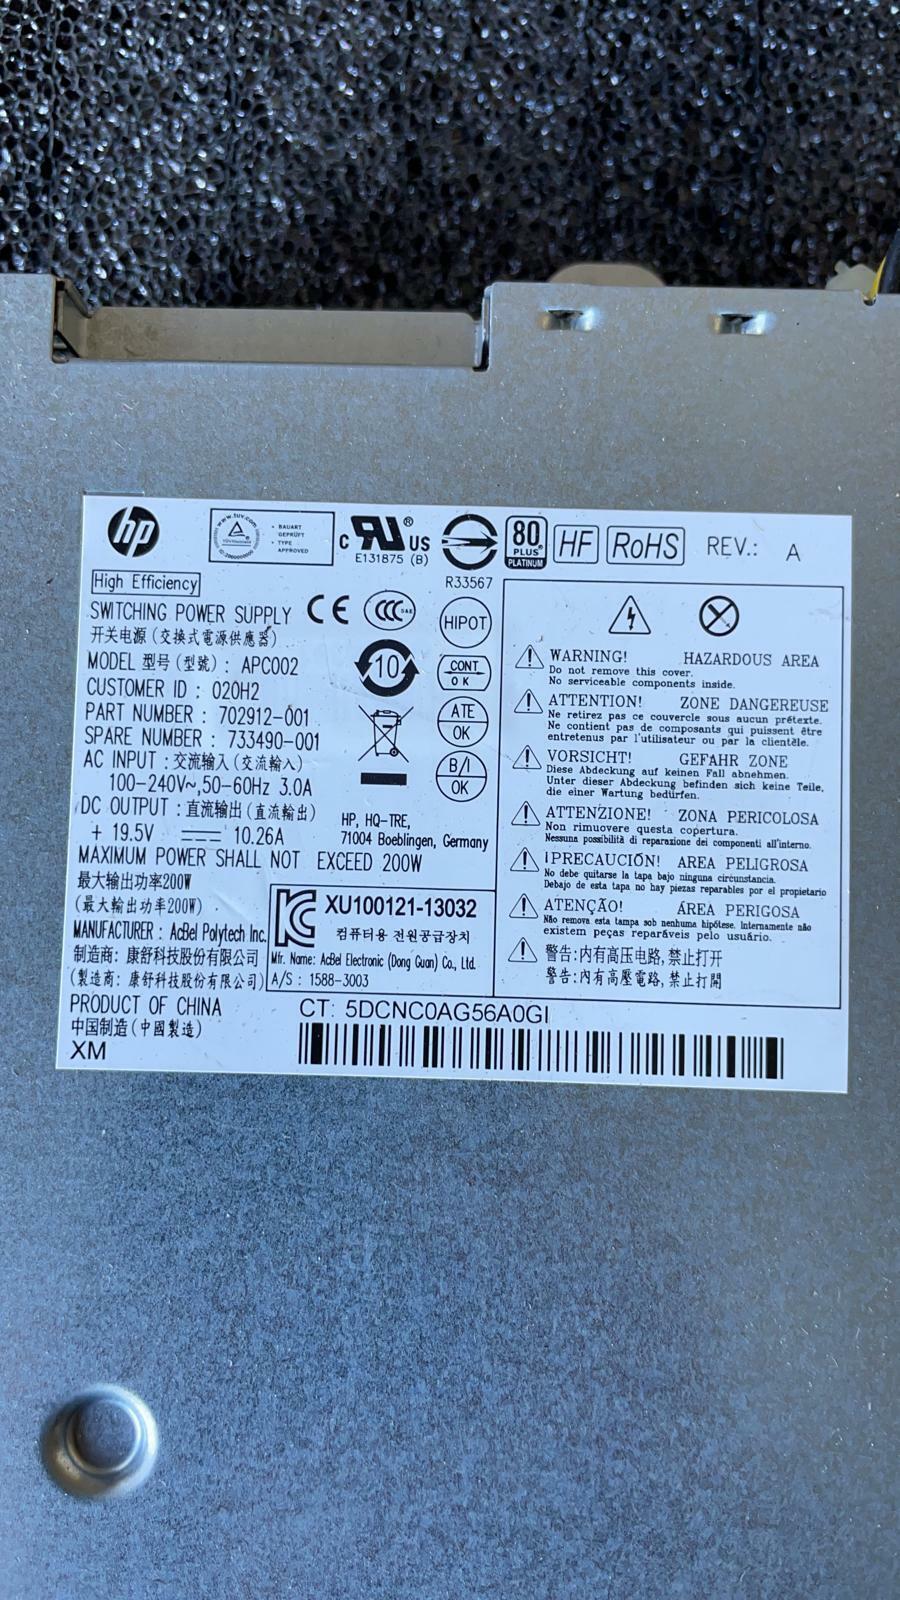 hp
www.tuv.com
BAUART
GEPRÜFT
TYPE
APPROVED
c RU US ®
E131875 (B)
R33567
80
PLUS®
PLATINUM
HF
RoHS
REV.: A
High Efficiency
SWITCHING POWER SUPPLY
开关电源 (交換式電源供應器)
MODEL 型号 (型號) : APC002
CUSTOMER ID : 020H2
PART NUMBER : 702912-001
SPARE NUMBER : 733490-001
AC INPUT : 交流输入 (交流輸入)
100-240V~,50-60Hz 3.0A
DC OUTPUT : 直流输出 (直流輸出)
+ 19.5V ⎓ 10.26A
MAXIMUM POWER SHALL NOT EXCEED 200W
最大输出功率200W
(最大輸出功率200W)
MANUFACTURER : AcBel Polytech Inc.
制造商: 康舒科技股份有限公司
(製造商: 康舒科技股份有限公司)
PRODUCT OF CHINA
中国制造 (中國製造)
XM
CE
CCC
S&E
10
HIPOT
CONT
OK
ATE
OK
B/I
OK
HP, HQ-TRE,
71004 Boeblingen, Germany
XU100121-13032
컴퓨터용 전원공급장치
Mfr. Name: AcBel Electronic (Dong Guan) Co., Ltd.
A/S : 1588-3003
CT: 5DCNC0AG56A0GI
WARNING! HAZARDOUS AREA
Do not remove this cover.
No serviceable components inside.
ATTENTION! ZONE DANGEREUSE
Ne retirez pas ce couvercle sous aucun prétexte.
Ne contient pas de composants qui puissent être
entretenus par l'utilisateur ou par la clientèle.
VORSICHT! GEFAHR ZONE
Diese Abdeckung auf keinen Fall abnehmen.
Unter dieser Abdeckung befinden sich keine Teile,
die einer Wartung bedürfen.
ATTENZIONE! ZONA PERICOLOSA
Non rimuovere questa copertura.
Nessuna possibilità di reparazione dei componenti all'interno.
¡PRECAUCIÓN! AREA PELIGROSA
No debe quitarse la tapa bajo ninguna circunstancia.
Debajo de esta tapa no hay piezas reparables por el propietario
ATENÇÃO! ÁREA PERIGOSA
Não remova esta tampa sob nenhuma hipótese. Internamente não
existem peças reparáveis pelo usuário.
警告: 内有高压电路, 禁止打开
警告: 內有高壓電路, 禁止打開